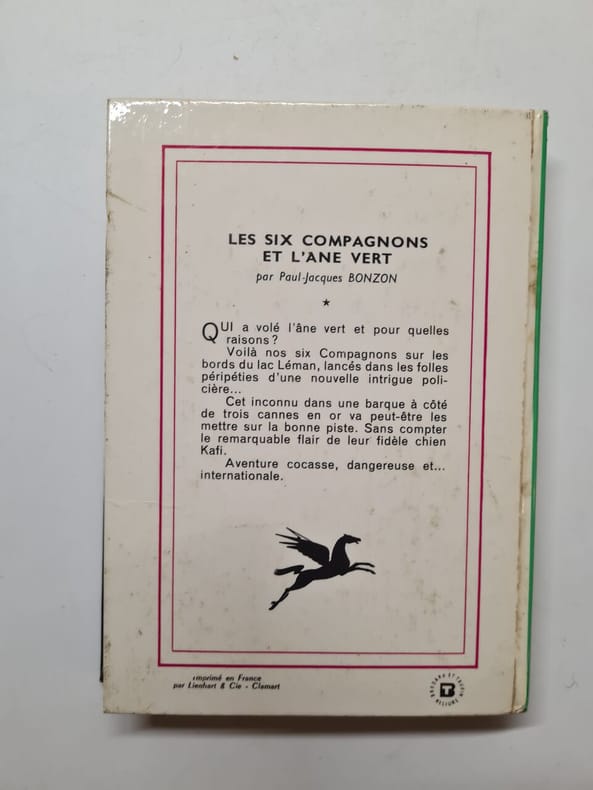 LES SIX COMPAGNONS
ET L'ANE VERT
par Paul-Jacques BONZON
★
QUI a volé l'âne vert et pour quelles
raisons ?
Voilà nos six Compagnons sur les
bords du lac Léman, lancés dans les folles
péripéties d'une nouvelle intrigue poli-
cière...
Cet inconnu dans une barque à côté
de trois cannes en or va peut-être les
mettre sur la bonne piste. Sans compter
le remarquable flair de leur fidèle chien
Kafi.
Aventure cocasse, dangereuse et...
internationale.
imprimé en France
par Lienhart & Cie - Clamart